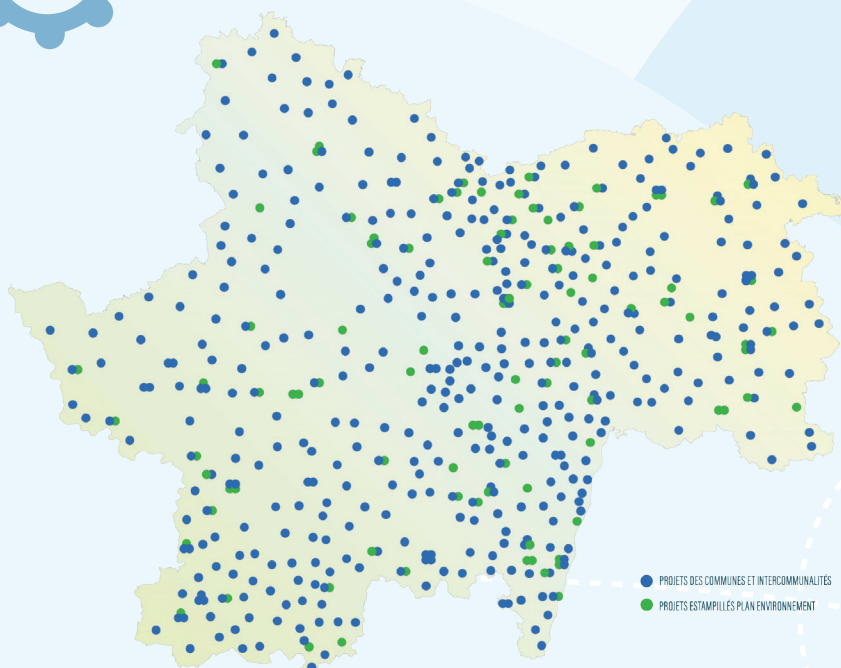 PROJETS DES COMMUNES ET INTERCOMMUNALITÉS
PROJETS ESTAMPILLÉS PLAN ENVIRONNEMENT